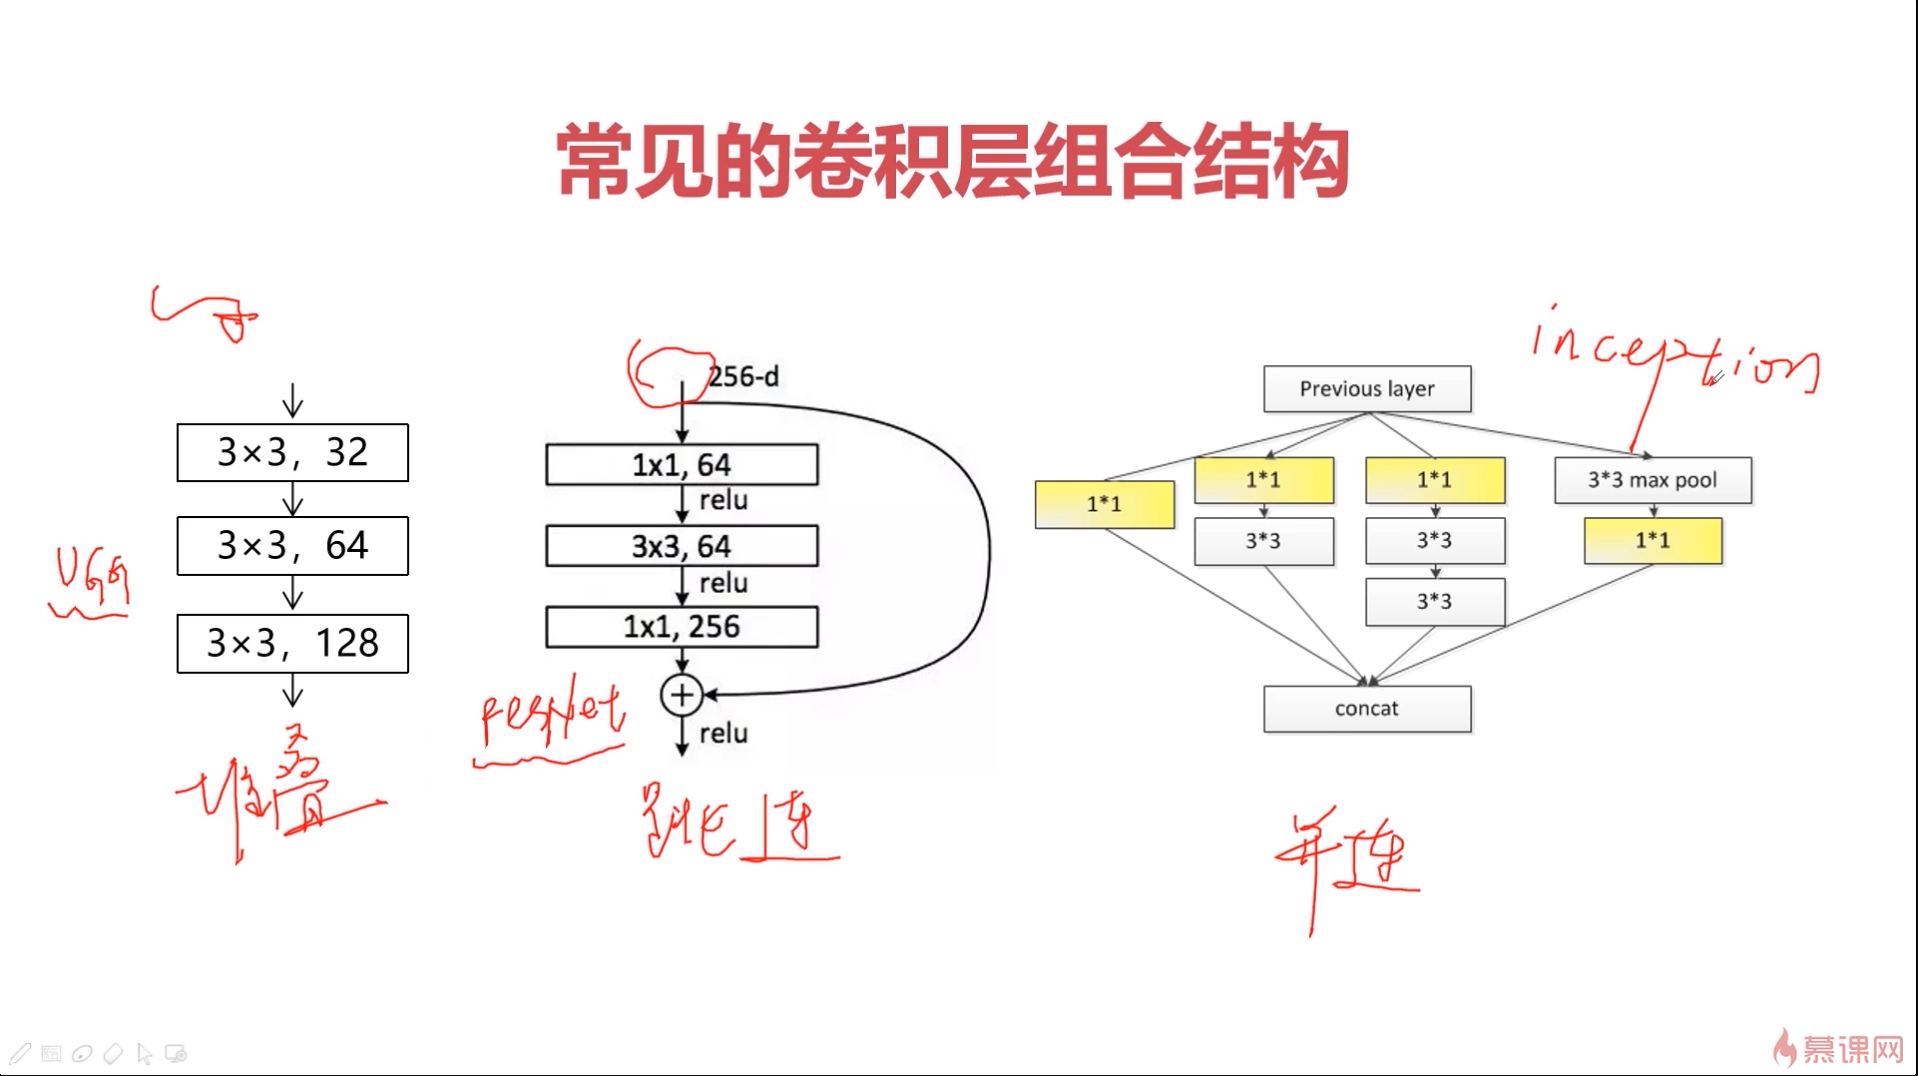 常见的卷积层组合结构
3×3，32
3×3，64
3×3，128
VGG
堆叠
256-d
1x1, 64
relu
3x3, 64
relu
1x1, 256
relu
resNet
跳连
inception
Previous layer
1*1
1*1
3*3
1*1
3*3
3*3
3*3 max pool
1*1
concat
并连
慕课网